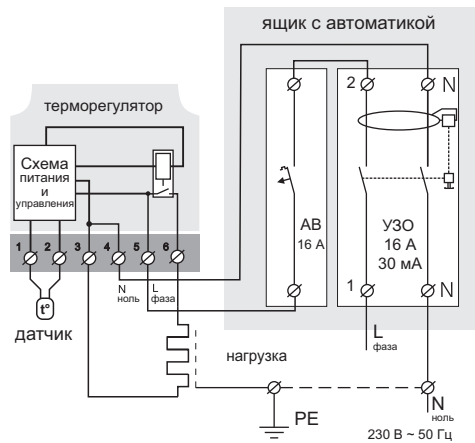 ящик с автоматикой
терморегулятор
Схема
питания
и
управления
1 2 3 4 5 6
N
ноль
L
фаза
t°
датчик
2
N
АВ
16 А
УЗО
16 А
30 мА
1
N
L
фаза
нагрузка
PE
N
ноль
230 В ~ 50 Гц